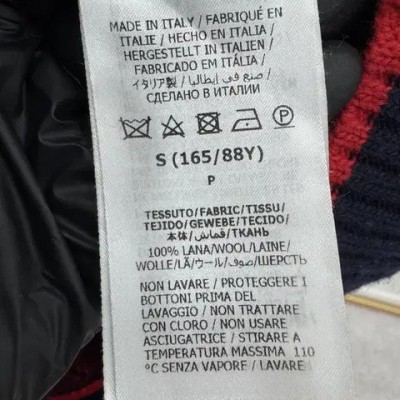 MADE IN ITALY / FABRIQUÉ EN
ITALIE / HECHO EN ITALIA /
HERGESTELLT IN ITALIEN /
FABRICADO EM ITÁLIA /
イタリア製 / صنع في إيطاليا /
СДЕЛАНО В ИТАЛИИ
P
S (165/88Y)
P
TESSUTO/FABRIC/TISSU/
TEJIDO/GEWEBE/TECIDO/
本体/قماش/ТКАНЬ
100% LANA/WOOL/LAINE/
WOLLE/LÃ/ウール/صوف/ШЕРСТЬ
NON LAVARE / PROTEGGERE I
BOTTONI PRIMA DEL
LAVAGGIO / NON TRATTARE
CON CLORO / NON USARE
ASCIUGATRICE / STIRARE A
TEMPERATURA MASSIMA 110
°C SENZA VAPORE / LAVARE